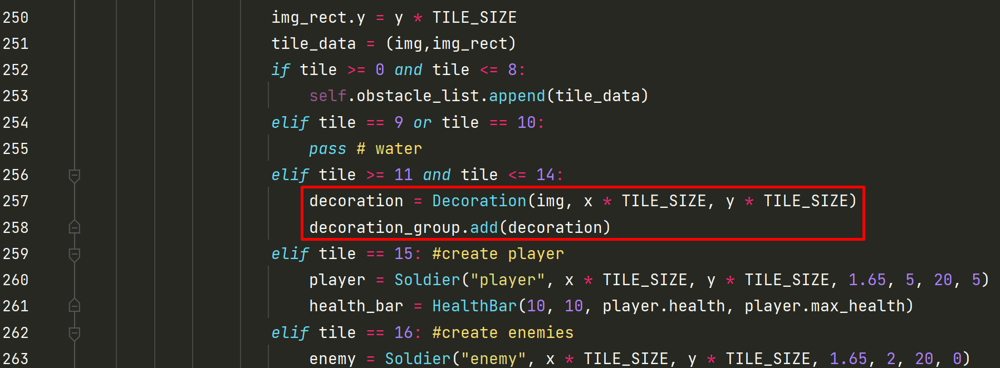 250 img_rect.y = y * TILE_SIZE
251 tile_data = (img,img_rect)
252 if tile >= 0 and tile <= 8:
253 self.obstacle_list.append(tile_data)
254 elif tile == 9 or tile == 10:
255 pass # water
256 elif tile >= 11 and tile <= 14:
257 decoration = Decoration(img, x * TILE_SIZE, y * TILE_SIZE)
258 decoration_group.add(decoration)
259 elif tile == 15: #create player
260 player = Soldier("player", x * TILE_SIZE, y * TILE_SIZE, 1.65, 5, 20, 5)
261 health_bar = HealthBar(10, 10, player.health, player.max_health)
262 elif tile == 16: #create enemies
263 enemy = Soldier("enemy", x * TILE_SIZE, y * TILE_SIZE, 1.65, 2, 20, 0)